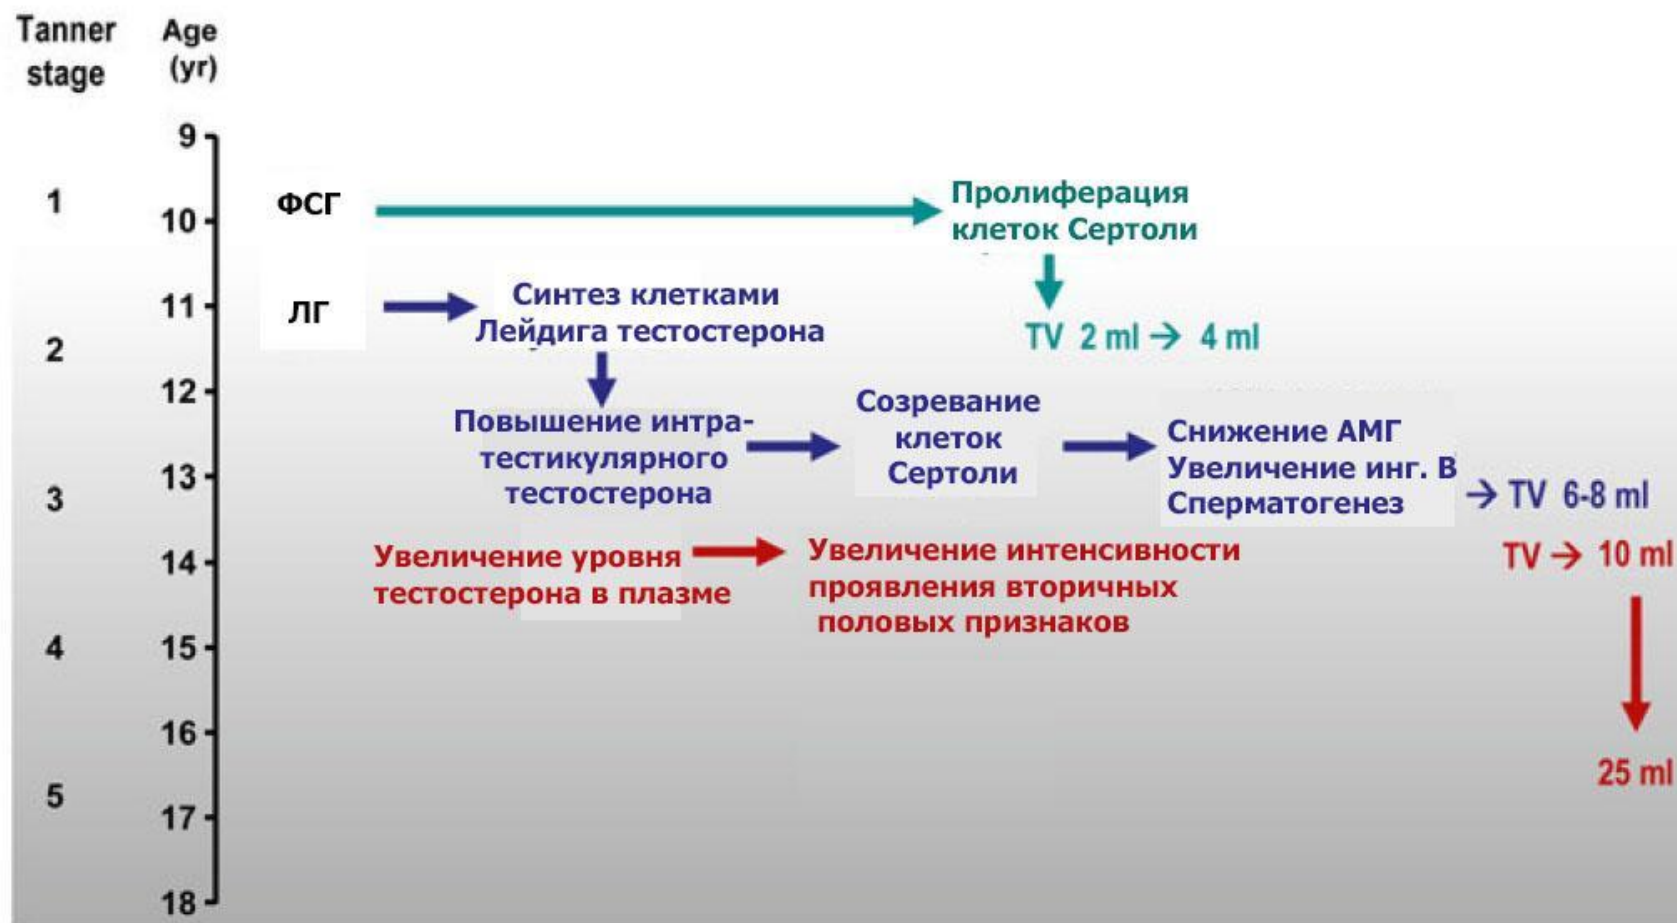 Tanner
stage
Age
(yr)
9
1
10
11
2
12
13
3
14
4
15
16
5
17
18
ФСГ
Пролиферация
клеток Сертоли
ЛГ
Синтез клетками
Лейдига тестостерона
TV 2 ml → 4 ml
Повышение интра-
тестикулярного
тестостерона
Созревание
клеток
Сертоли
Снижение АМГ
Увеличение инг. В
Сперматогенез
→ TV 6-8 ml
Увеличение уровня
тестостерона в плазме
Увеличение интенсивности
проявления вторичных
половых признаков
TV → 10 ml
25 ml